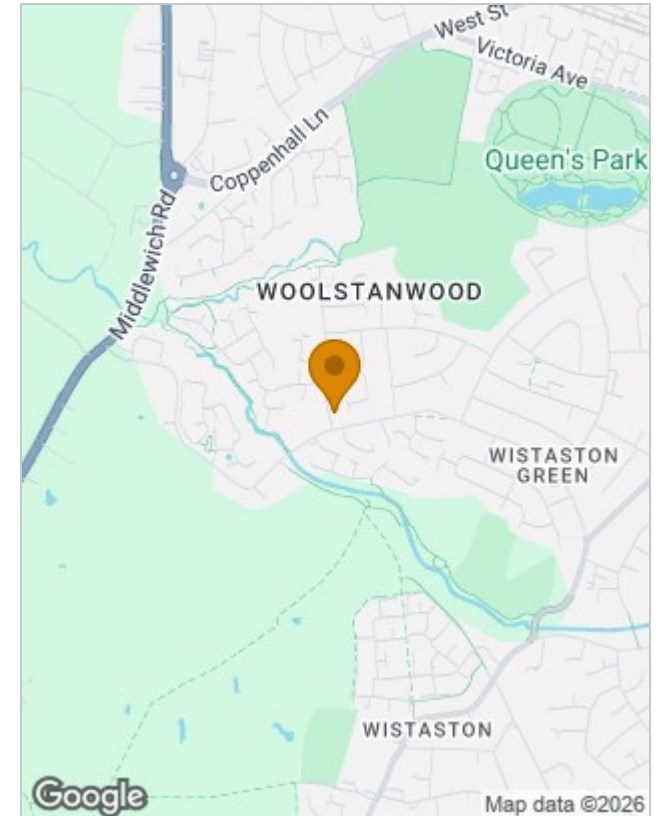 West St
Victoria Ave
Coppenhall Ln
Queen's Park
Middlewich Rd
WOOLSTANWOOD
WISTASTON
GREEN
WISTASTON
Google
Map data ©2026